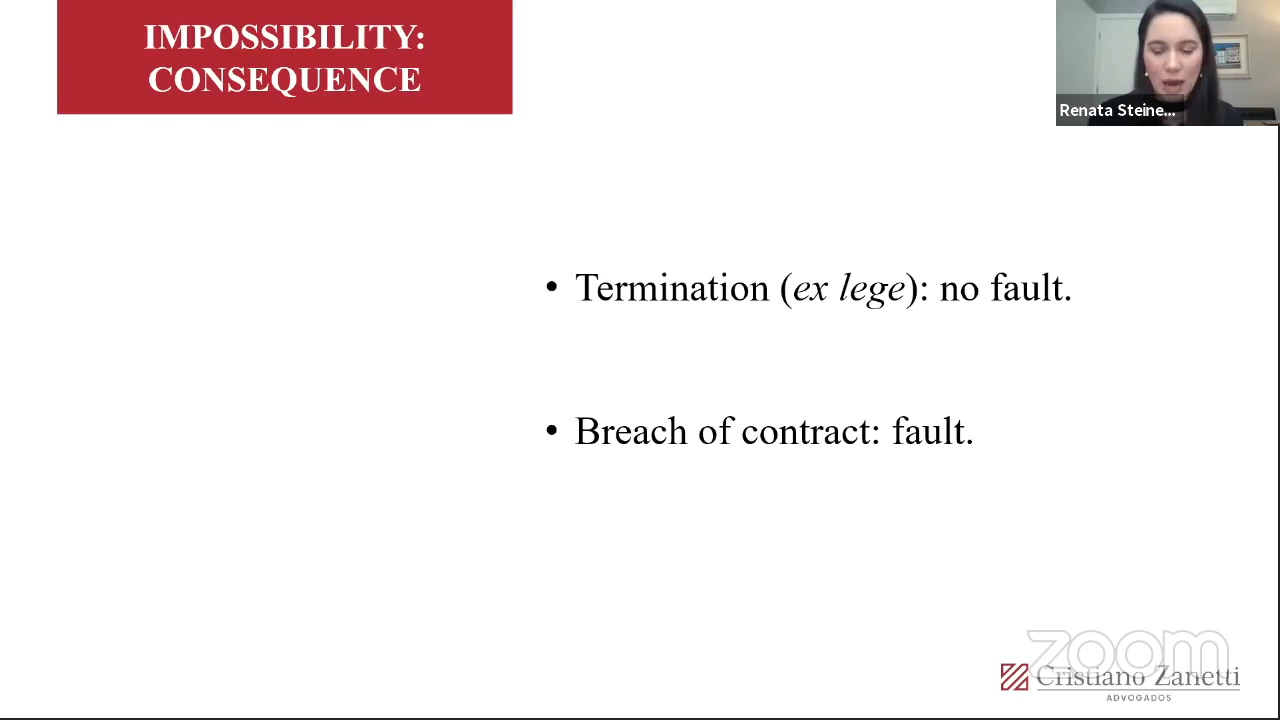 IMPOSSIBILITY:
CONSEQUENCE
Renata Steine...
• Termination (ex lege): no fault.
• Breach of contract: fault.
zoom
Cristiano Zanetti
ADVOGADOS